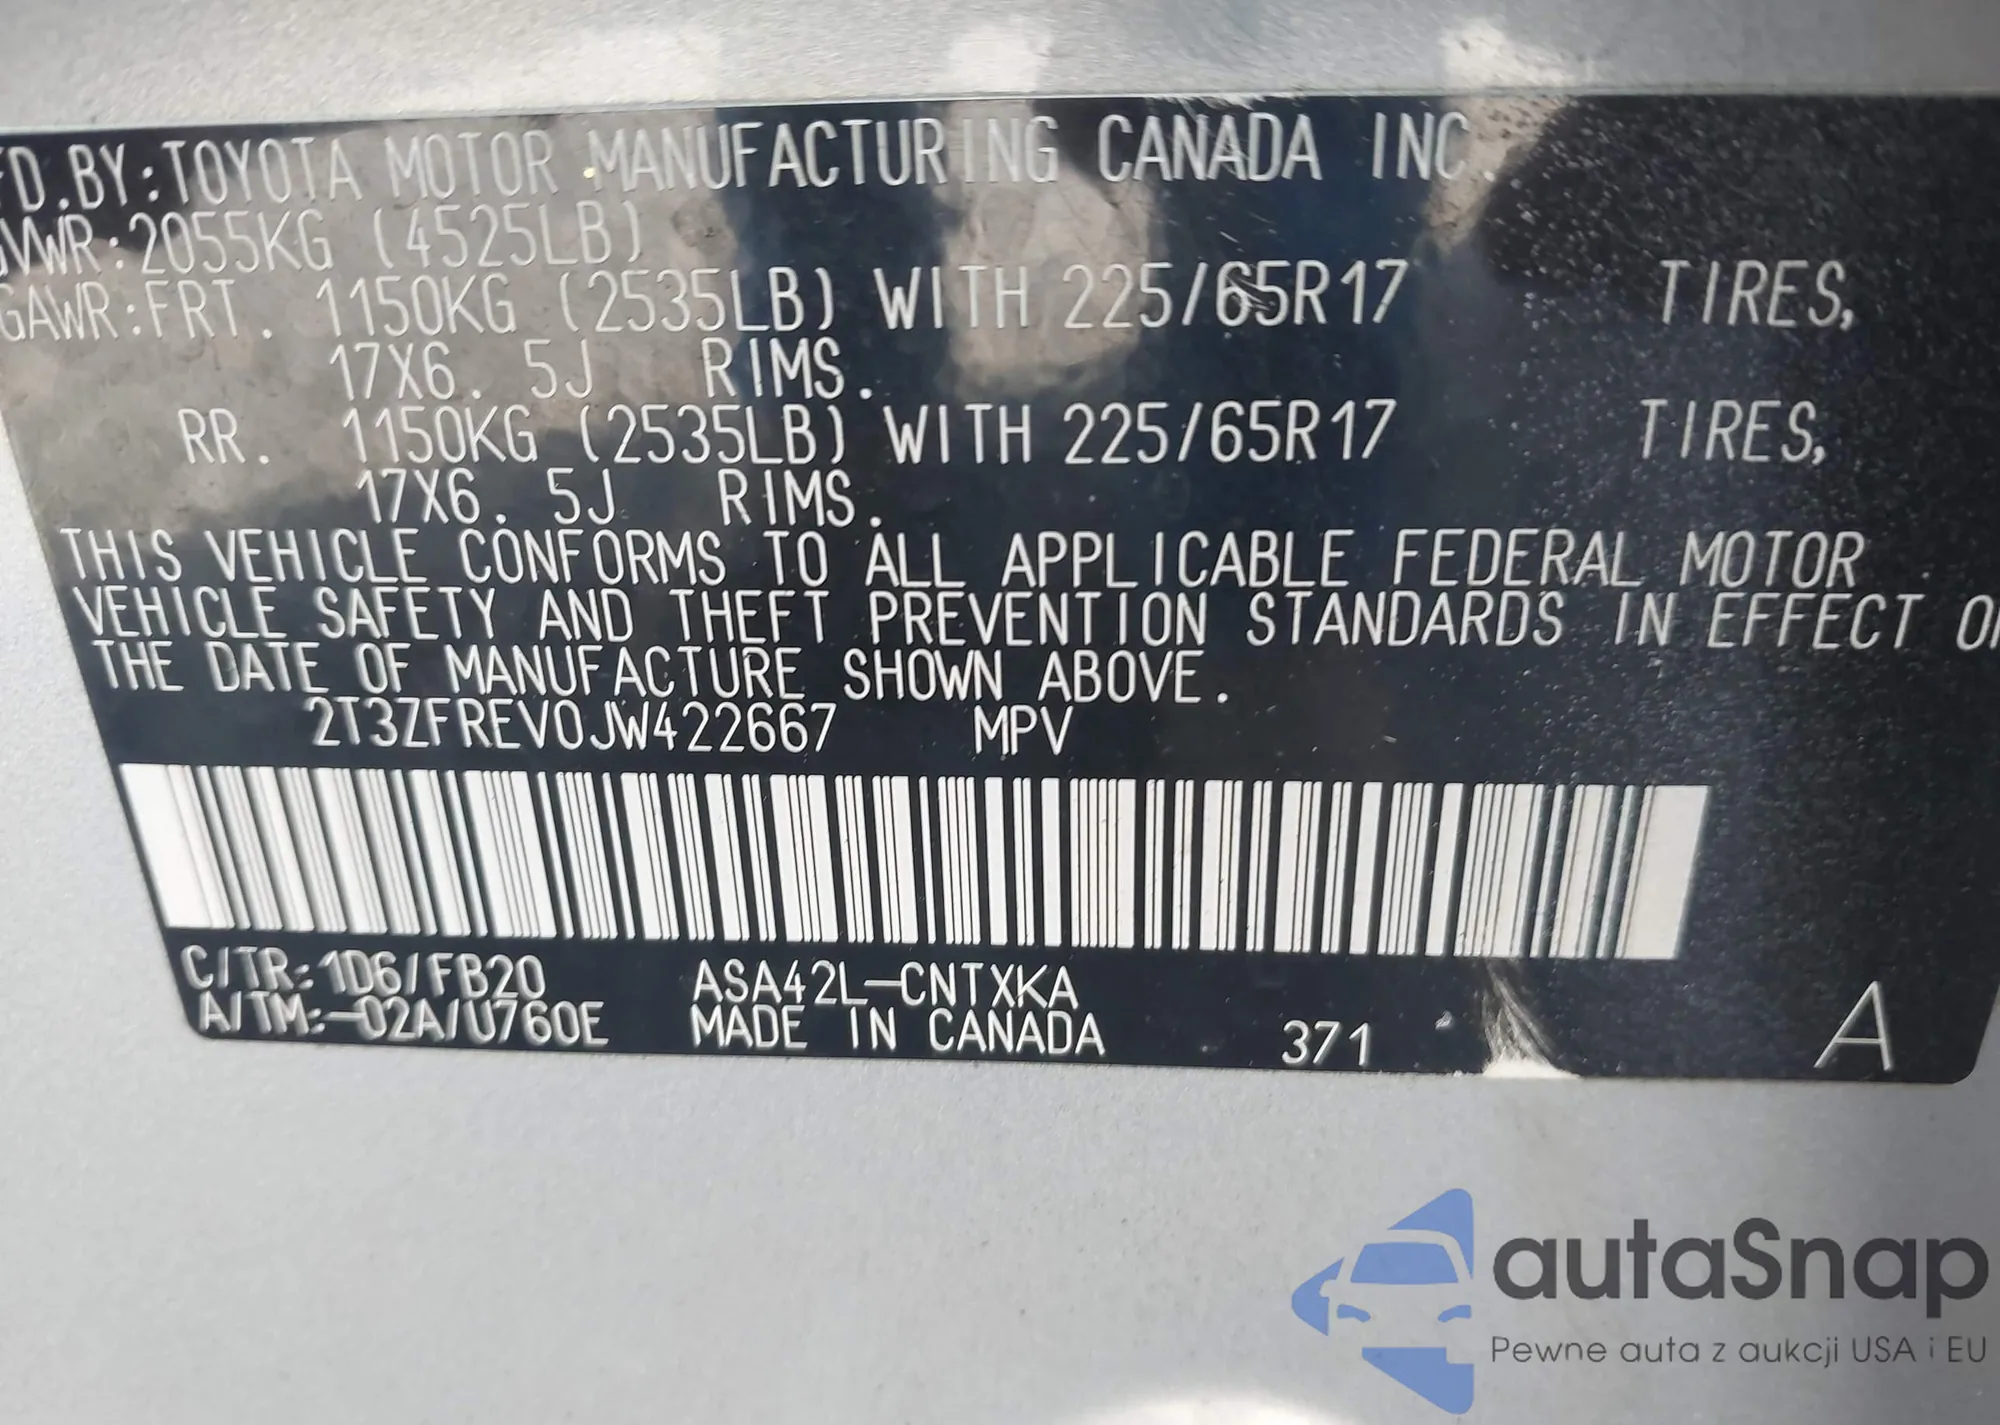 FD.BY:TOYOTA MOTOR MANUFACTURING CANADA INC.
GVWR:2055KG (4525LB)
GAWR:FRT. 1150KG (2535LB) WITH 225/65R17 TIRES,
17X6. 5J RIMS.
RR. 1150KG (2535LB) WITH 225/65R17 TIRES,
17X6. 5J RIMS.
THIS VEHICLE CONFORMS TO ALL APPLICABLE FEDERAL MOTOR
VEHICLE SAFETY AND THEFT PREVENTION STANDARDS IN EFFECT ON
THE DATE OF MANUFACTURE SHOWN ABOVE.
2T3ZFREV0JW422667 MPV
C/TR:1D6/FB20 ASA42L-CNTXKA
A/TM:-02A/U760E MADE IN CANADA 371 A
autaSnap
Pewne auta z aukcji USA i EU